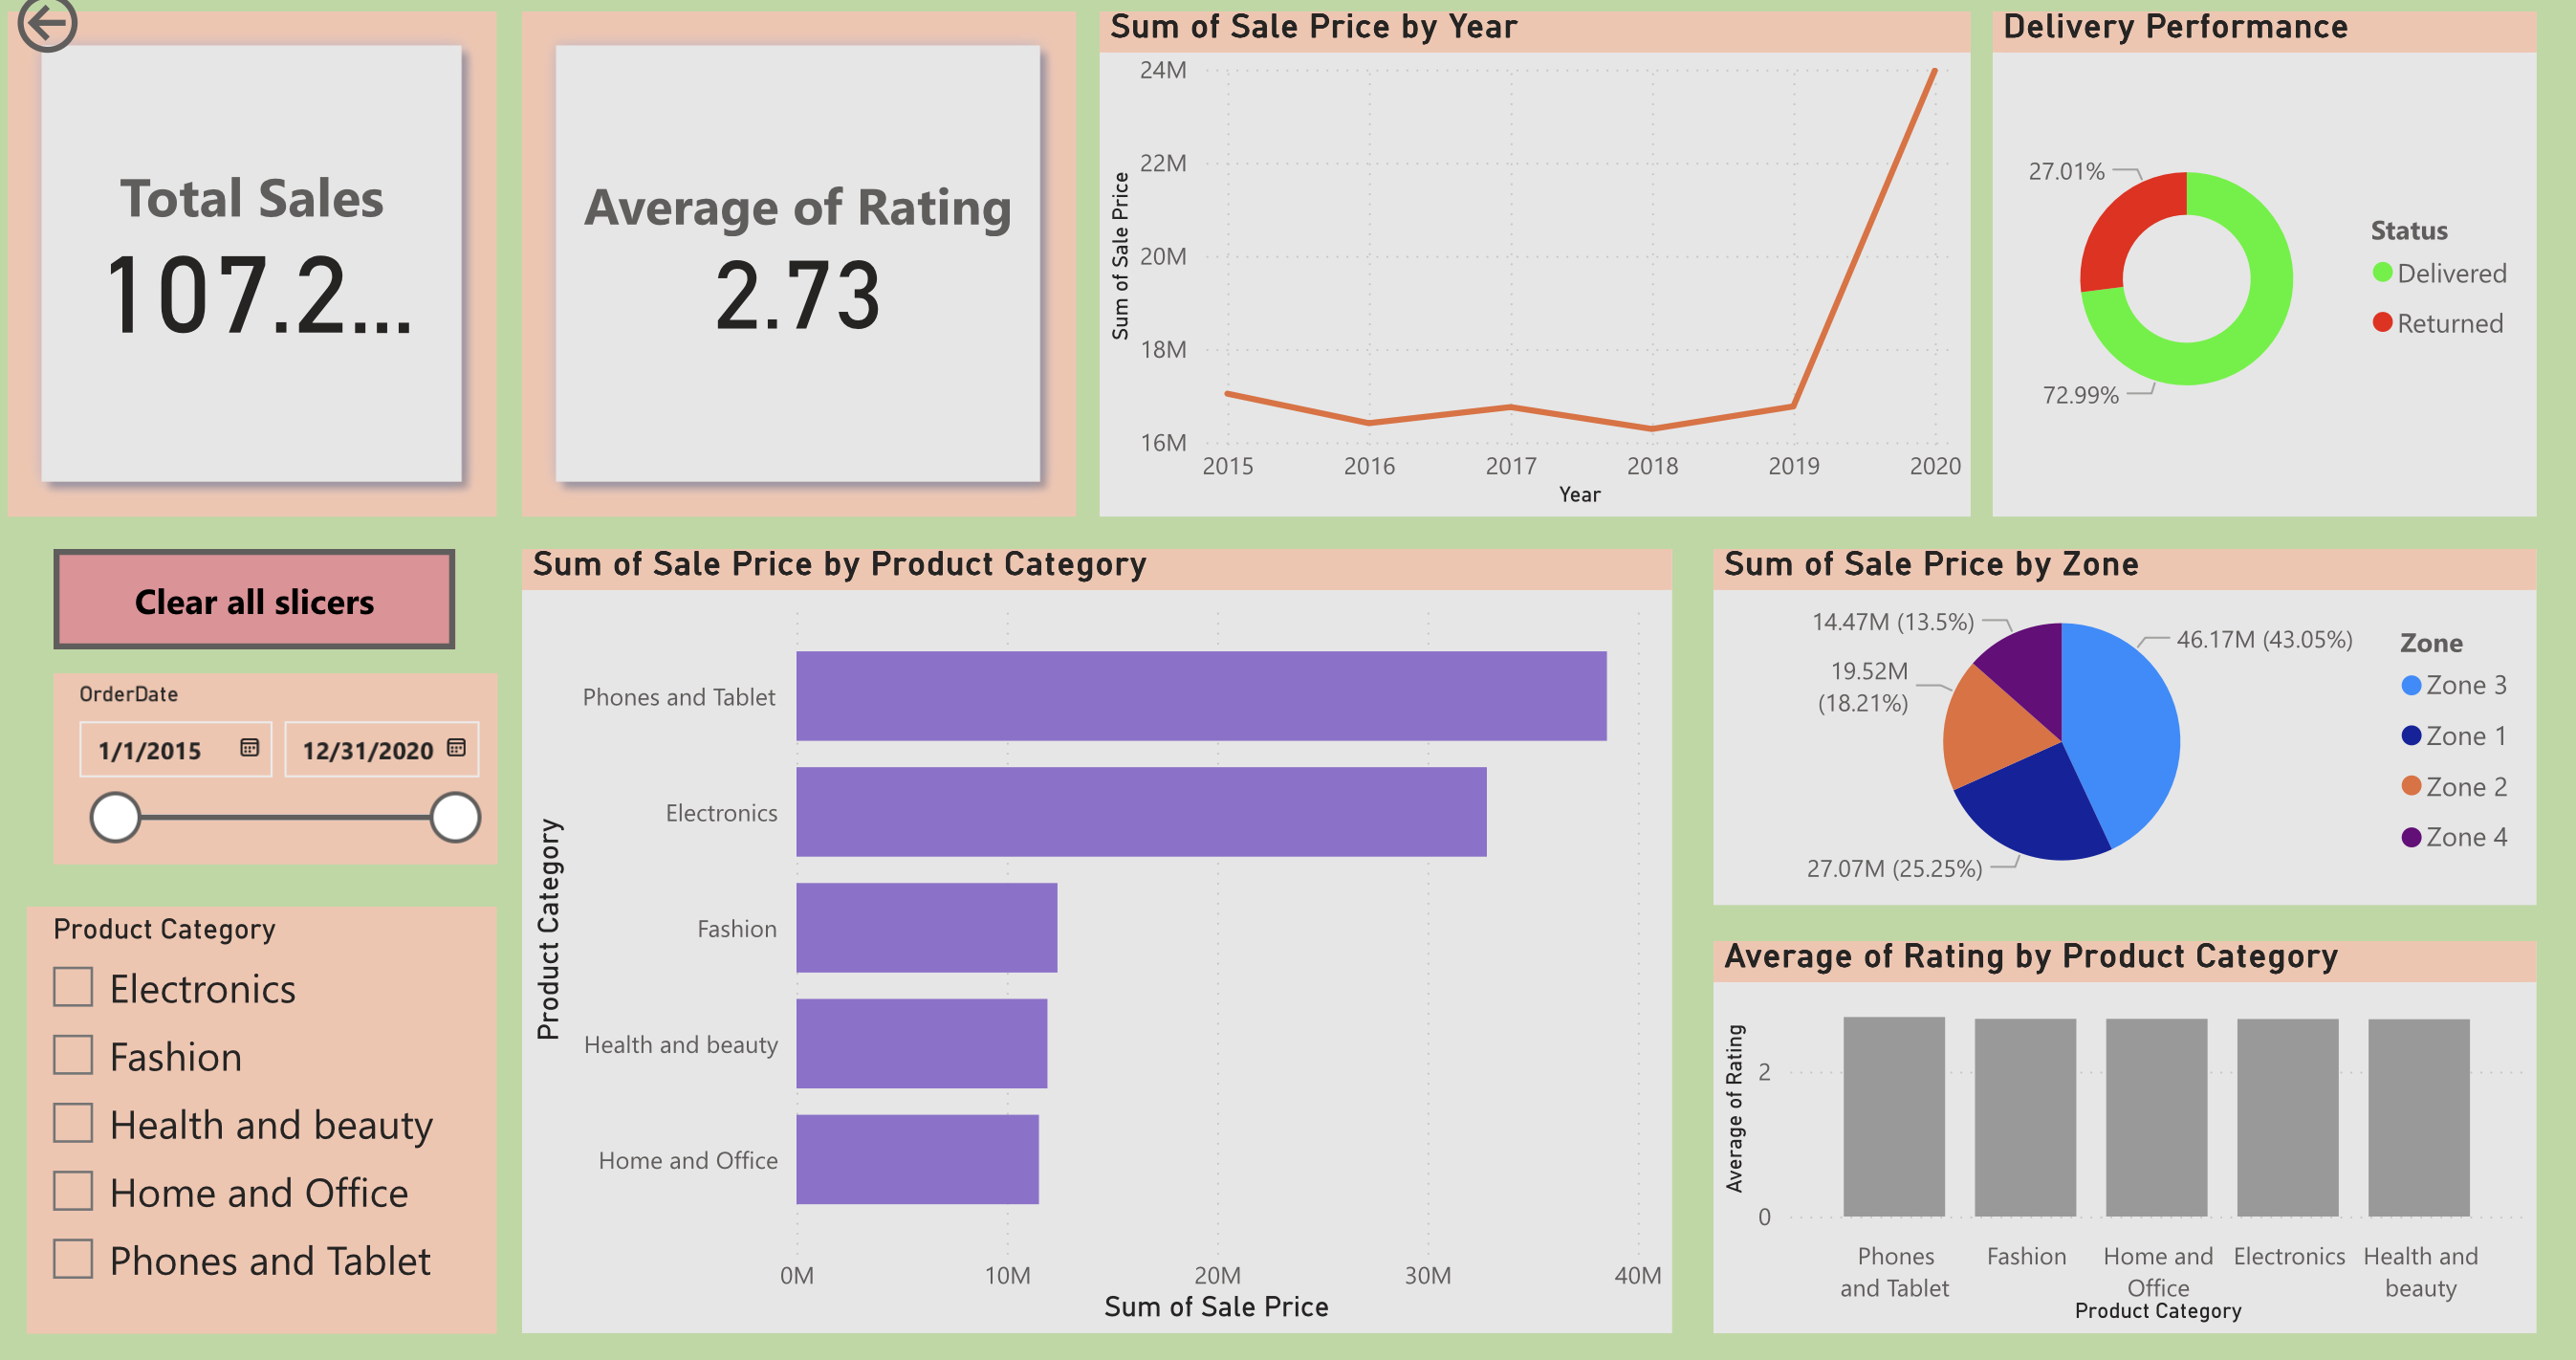 Total Sales
107.2...
Average of Rating
2.73
Sum of Sale Price by Year
Sum of Sale Price
24M
22M
20M
18M
16M
2015 2016 2017 2018 2019 2020
Year
Delivery Performance
27.01%
72.99%
Status
Delivered
Returned
Clear all slicers
OrderDate
1/1/2015 12/31/2020
Product Category
Electronics
Fashion
Health and beauty
Home and Office
Phones and Tablet
Sum of Sale Price by Product Category
Product Category
Phones and Tablet
Electronics
Fashion
Health and beauty
Home and Office
0M 10M 20M 30M 40M
Sum of Sale Price
Sum of Sale Price by Zone
14.47M (13.5%)
46.17M (43.05%)
19.52M
(18.21%)
27.07M (25.25%)
Zone
Zone 3
Zone 1
Zone 2
Zone 4
Average of Rating by Product Category
Average of Rating
2
0
Phones
and Tablet
Fashion
Home and
Office
Electronics
Health and
beauty
Product Category